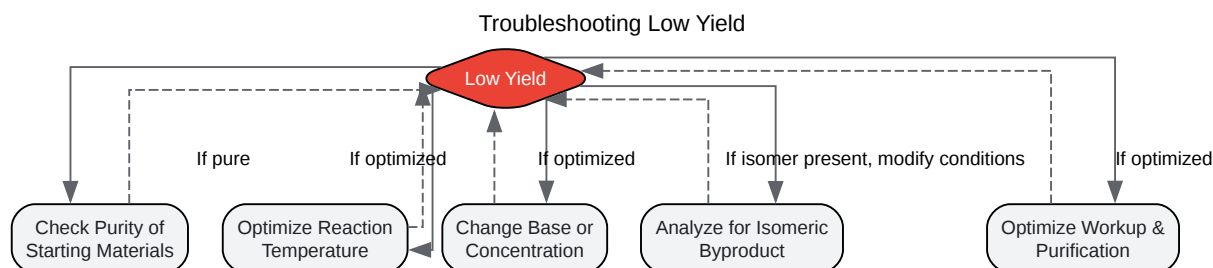 Troubleshooting Low Yield
Low Yield
If pure
If optimized
If optimized
If isomer present, modify conditions
If optimized
Check Purity of
Starting Materials
Optimize Reaction
Temperature
Change Base or
Concentration
Analyze for Isomeric
Byproduct
Optimize Workup &
Purification